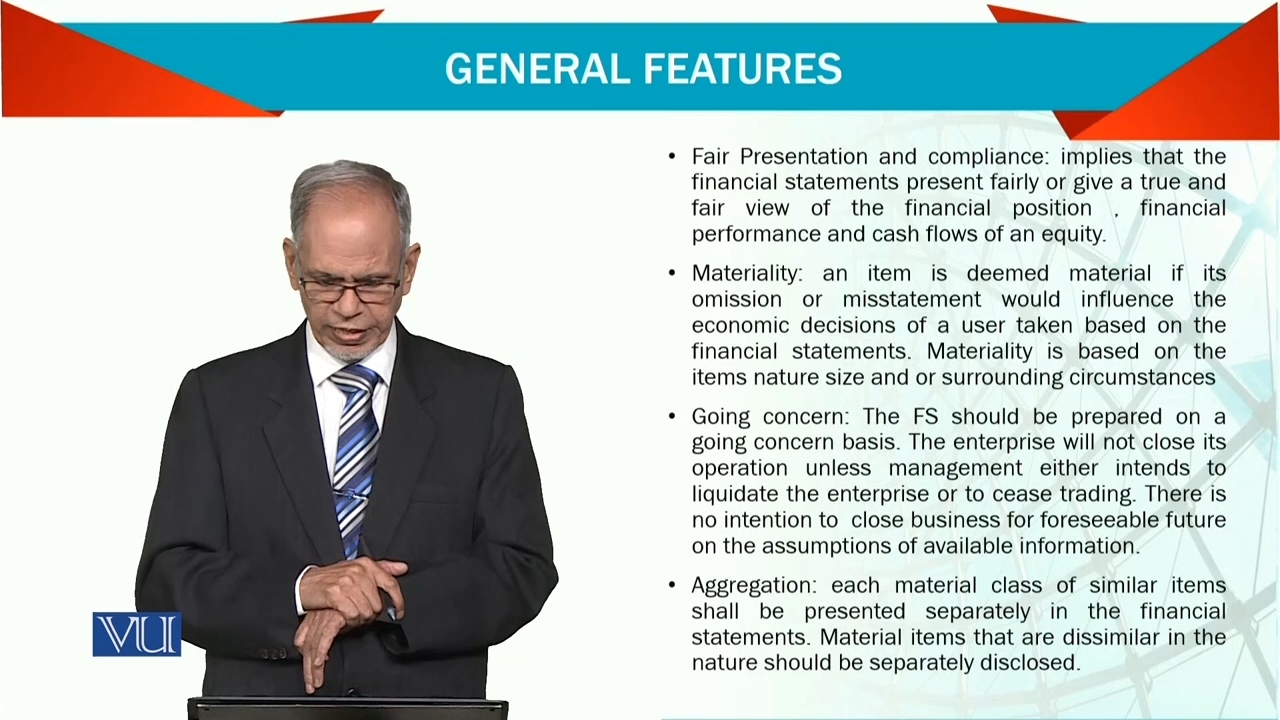 GENERAL FEATURES
• Fair Presentation and compliance: implies that the
financial statements present fairly or give a true and
fair view of the financial position , financial
performance and cash flows of an equity.
• Materiality: an item is deemed material if its
omission or misstatement would influence the
economic decisions of a user taken based on the
financial statements. Materiality is based on the
items nature size and or surrounding circumstances
• Going concern: The FS should be prepared on a
going concern basis. The enterprise will not close its
operation unless management either intends to
liquidate the enterprise or to cease trading. There is
no intention to close business for foreseeable future
on the assumptions of available information.
• Aggregation: each material class of similar items
shall be presented separately in the financial
statements. Material items that are dissimilar in the
nature should be separately disclosed.
VU